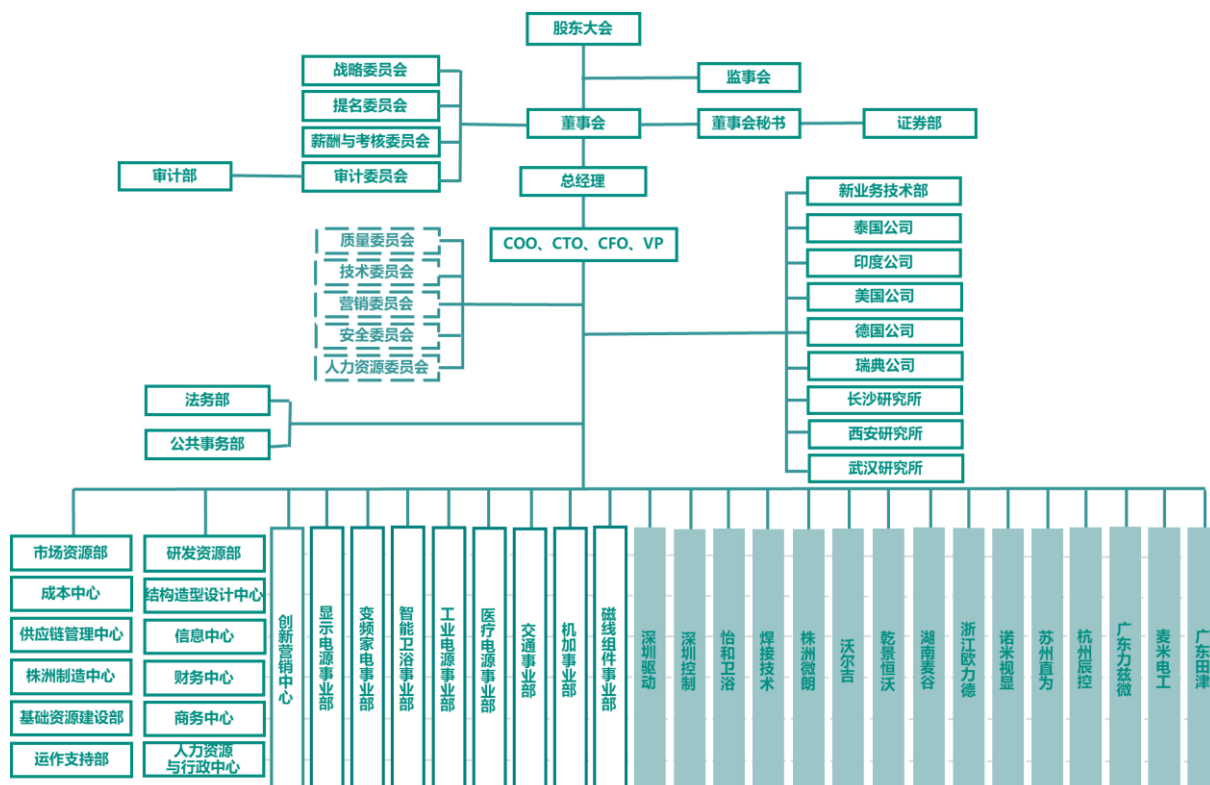 股东大会
战略委员会
监事会
提名委员会
董事会
董事会秘书
证券部
薪酬与考核委员会
审计部
审计委员会
总经理
新业务技术部
泰国公司
质量委员会
COO、CTO、CFO、VP
印度公司
技术委员会
美国公司
营销委员会
德国公司
安全委员会
瑞典公司
人力资源委员会
法务部
长沙研究所
公共事务部
西安研究所
武汉研究所
市场资源部
成本中心
供应链管理中心
株洲制造中心
基础资源建设部
运作支持部
研发资源部
结构造型设计中心
信息中心
财务中心
商务中心
人力资源
与行政中心
创新营销中心
显示电源事业部
变频家电事业部
智能卫浴事业部
工业电源事业部
医疗电源事业部
交通事业部
机加事业部
磁线组件事业部
深圳驱动
深圳控制
怡和卫浴
焊接技术
株洲微朗
沃尔吉
乾景恒沃
湖南麦谷
浙江欧力德
诺米视显
苏州直为
杭州辰控
广东力兹微
麦米电工
广东田津